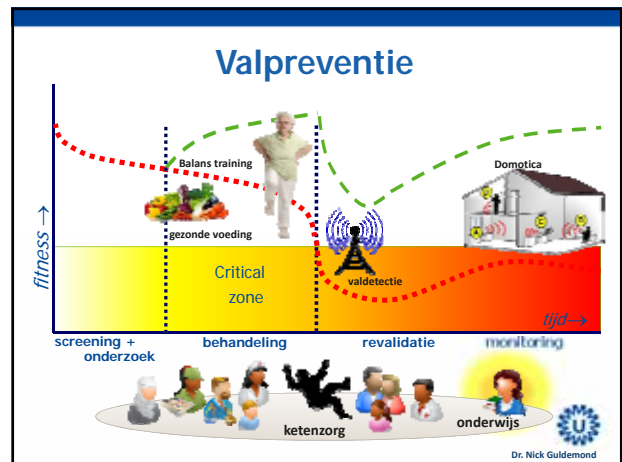 Valpreventie
Balans training
Domotica
gezonde voeding
fitness→
Critical
zone
valdetectie
tijd→
screening +
onderzoek
behandeling
revalidatie
monitoring
ketenzorg
onderwijs
U
Dr. Nick Guldemond